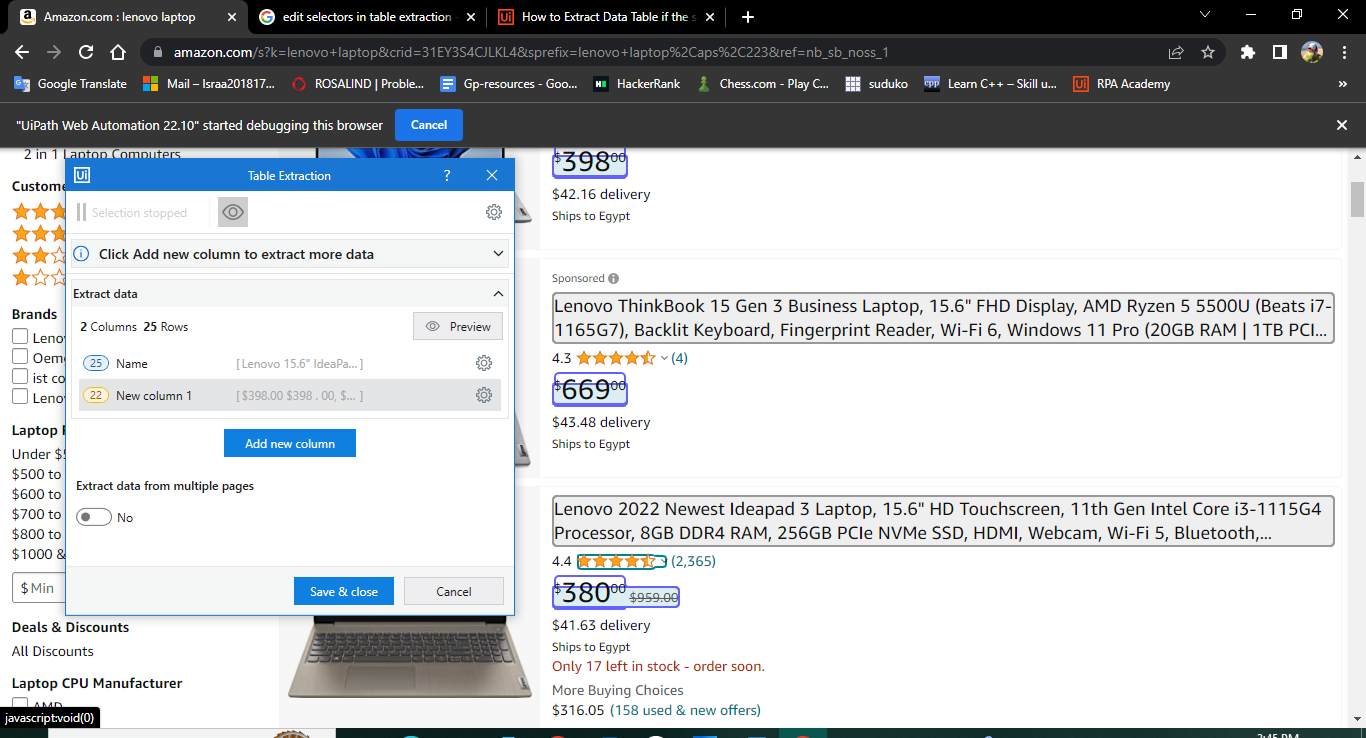 Amazon.com : lenovo laptop
edit selectors in table extraction
How to Extract Data Table if the s
amazon.com/s?k=lenovo+laptop&crid=31EY3S4CJLKL4&sprefix=lenovo+laptop%2Caps%2C223&ref=nb_sb_noss_1
Google Translate
Mail – Israa201817...
ROSALIND | Proble...
Gp-resources - Goo...
HackerRank
Chess.com - Play C...
suduko
Learn C++ – Skill u...
RPA Academy
»
"UiPath Web Automation 22.10" started debugging this browser
Cancel
2 in 1 Laptop Computers
Custome
Brands
Lenov
Oem
ist co
Lenov
Laptop P
Under $5
$500 to
$600 to
$700 to
$800 to
$1000 &
$ Min
Deals & Discounts
All Discounts
Laptop CPU Manufacturer
AMD
javascript:void(0)
Ui
Table Extraction
?
Selection stopped
Click Add new column to extract more data
Extract data
2 Columns 25 Rows
Preview
25 Name [ Lenovo 15.6" IdeaPa... ]
22 New column 1 [ $398.00 $398 . 00, $... ]
Add new column
Extract data from multiple pages
No
Save & close
Cancel
$398.00
$42.16 delivery
Ships to Egypt
Sponsored
Lenovo ThinkBook 15 Gen 3 Business Laptop, 15.6" FHD Display, AMD Ryzen 5 5500U (Beats i7-
1165G7), Backlit Keyboard, Fingerprint Reader, Wi-Fi 6, Windows 11 Pro (20GB RAM | 1TB PCI...
4.3 (4)
$669.00
$43.48 delivery
Ships to Egypt
Lenovo 2022 Newest Ideapad 3 Laptop, 15.6" HD Touchscreen, 11th Gen Intel Core i3-1115G4
Processor, 8GB DDR4 RAM, 256GB PCIe NVMe SSD, HDMI, Webcam, Wi-Fi 5, Bluetooth,...
4.4 (2,365)
$380.00 $959.00
$41.63 delivery
Ships to Egypt
Only 17 left in stock - order soon.
More Buying Choices
$316.05 (158 used & new offers)